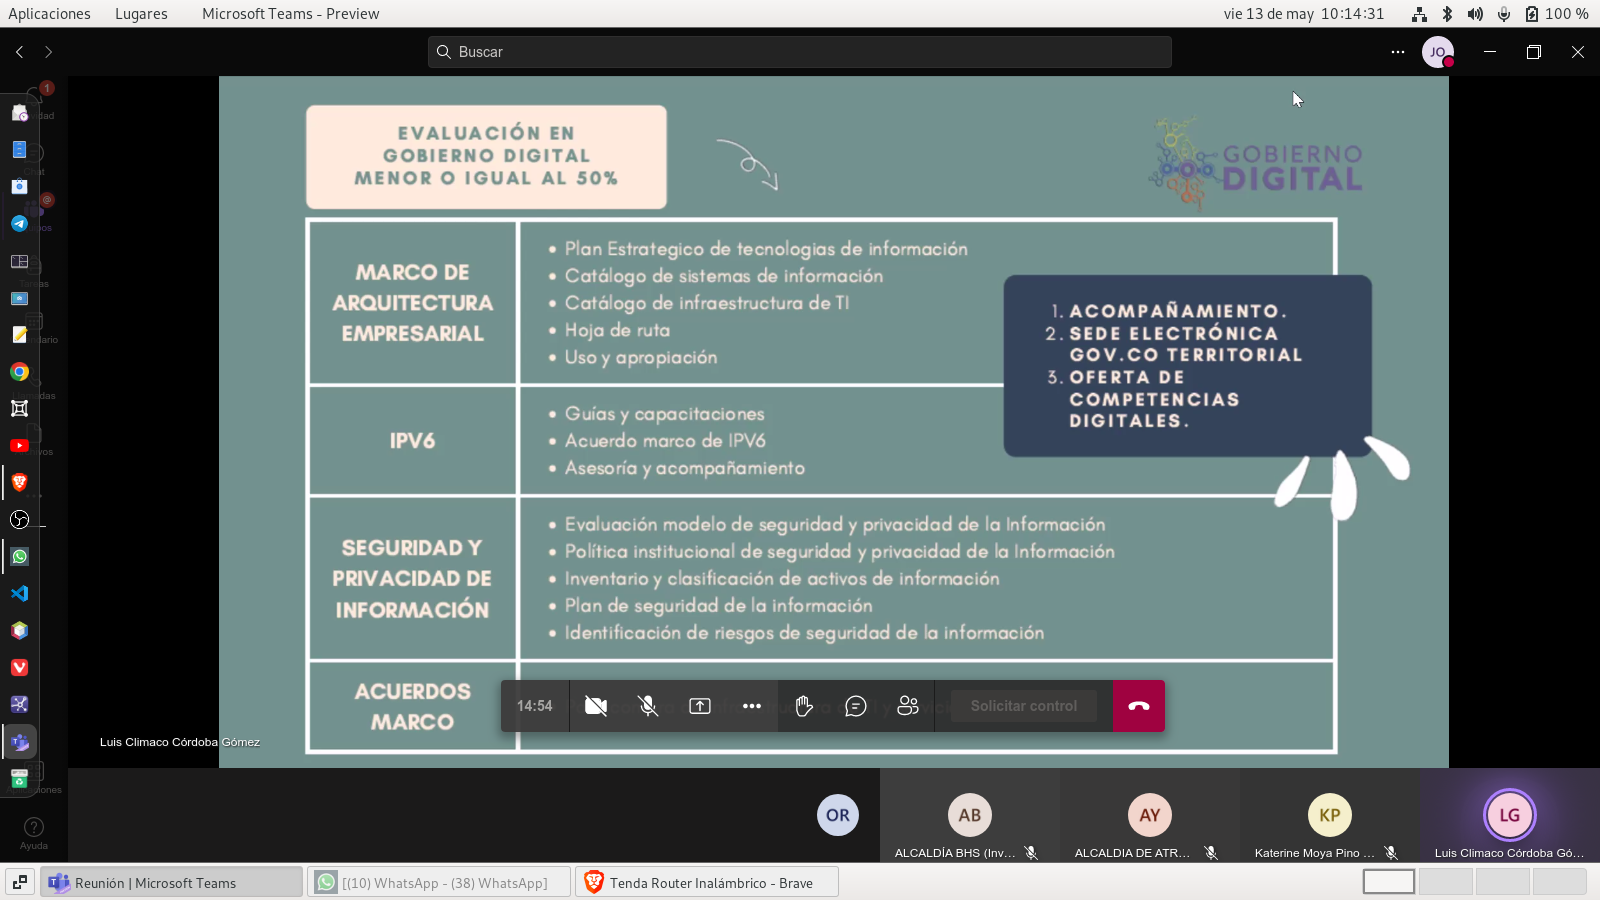 Aplicaciones Lugares Microsoft Teams - Preview vie 13 de may 10:14:31 100 %
Buscar JO
1
EVALUACIÓN EN
GOBIERNO DIGITAL
MENOR O IGUAL AL 50%
GOBIERNO
DIGITAL
MARCO DE
ARQUITECTURA
EMPRESARIAL
• Plan Estrategico de tecnologias de información
• Catálogo de sistemas de información
• Catálogo de infraestructura de TI
• Hoja de ruta
• Uso y apropiación
1. ACOMPAÑAMIENTO.
2. SEDE ELECTRÓNICA
GOV.CO TERRITORIAL
3. OFERTA DE
COMPETENCIAS
DIGITALES.
IPV6
• Guías y capacitaciones
• Acuerdo marco de IPV6
• Asesoría y acompañamiento
SEGURIDAD Y
PRIVACIDAD DE
INFORMACIÓN
• Evaluación modelo de seguridad y privacidad de la Información
• Política institucional de seguridad y privacidad de la Información
• Inventario y clasificación de activos de información
• Plan de seguridad de la información
• Identificación de riesgos de seguridad de la información
ACUERDOS
MARCO
14:54 Solicitar control
Luis Climaco Córdoba Gómez
Ayuda
OR AB AY KP LG
ALCALDÍA BHS (Inv... ALCALDIA DE ATR... Katerine Moya Pino ... Luis Climaco Córdoba Gó...
Reunión | Microsoft Teams [(10) WhatsApp - (38) WhatsApp] Tenda Router Inalámbrico - Brave